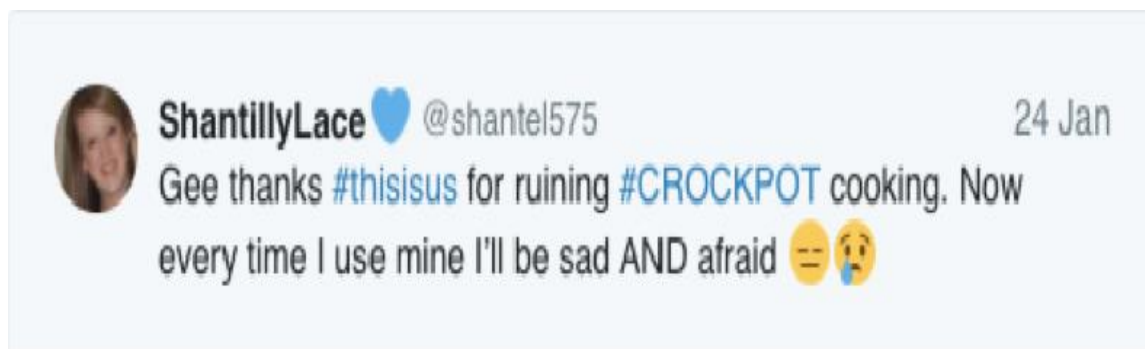 ShantillyLace💙 @shantel575 24 Jan
Gee thanks #thisisus for ruining #CROCKPOT cooking. Now
every time I use mine I'll be sad AND afraid 😑😢